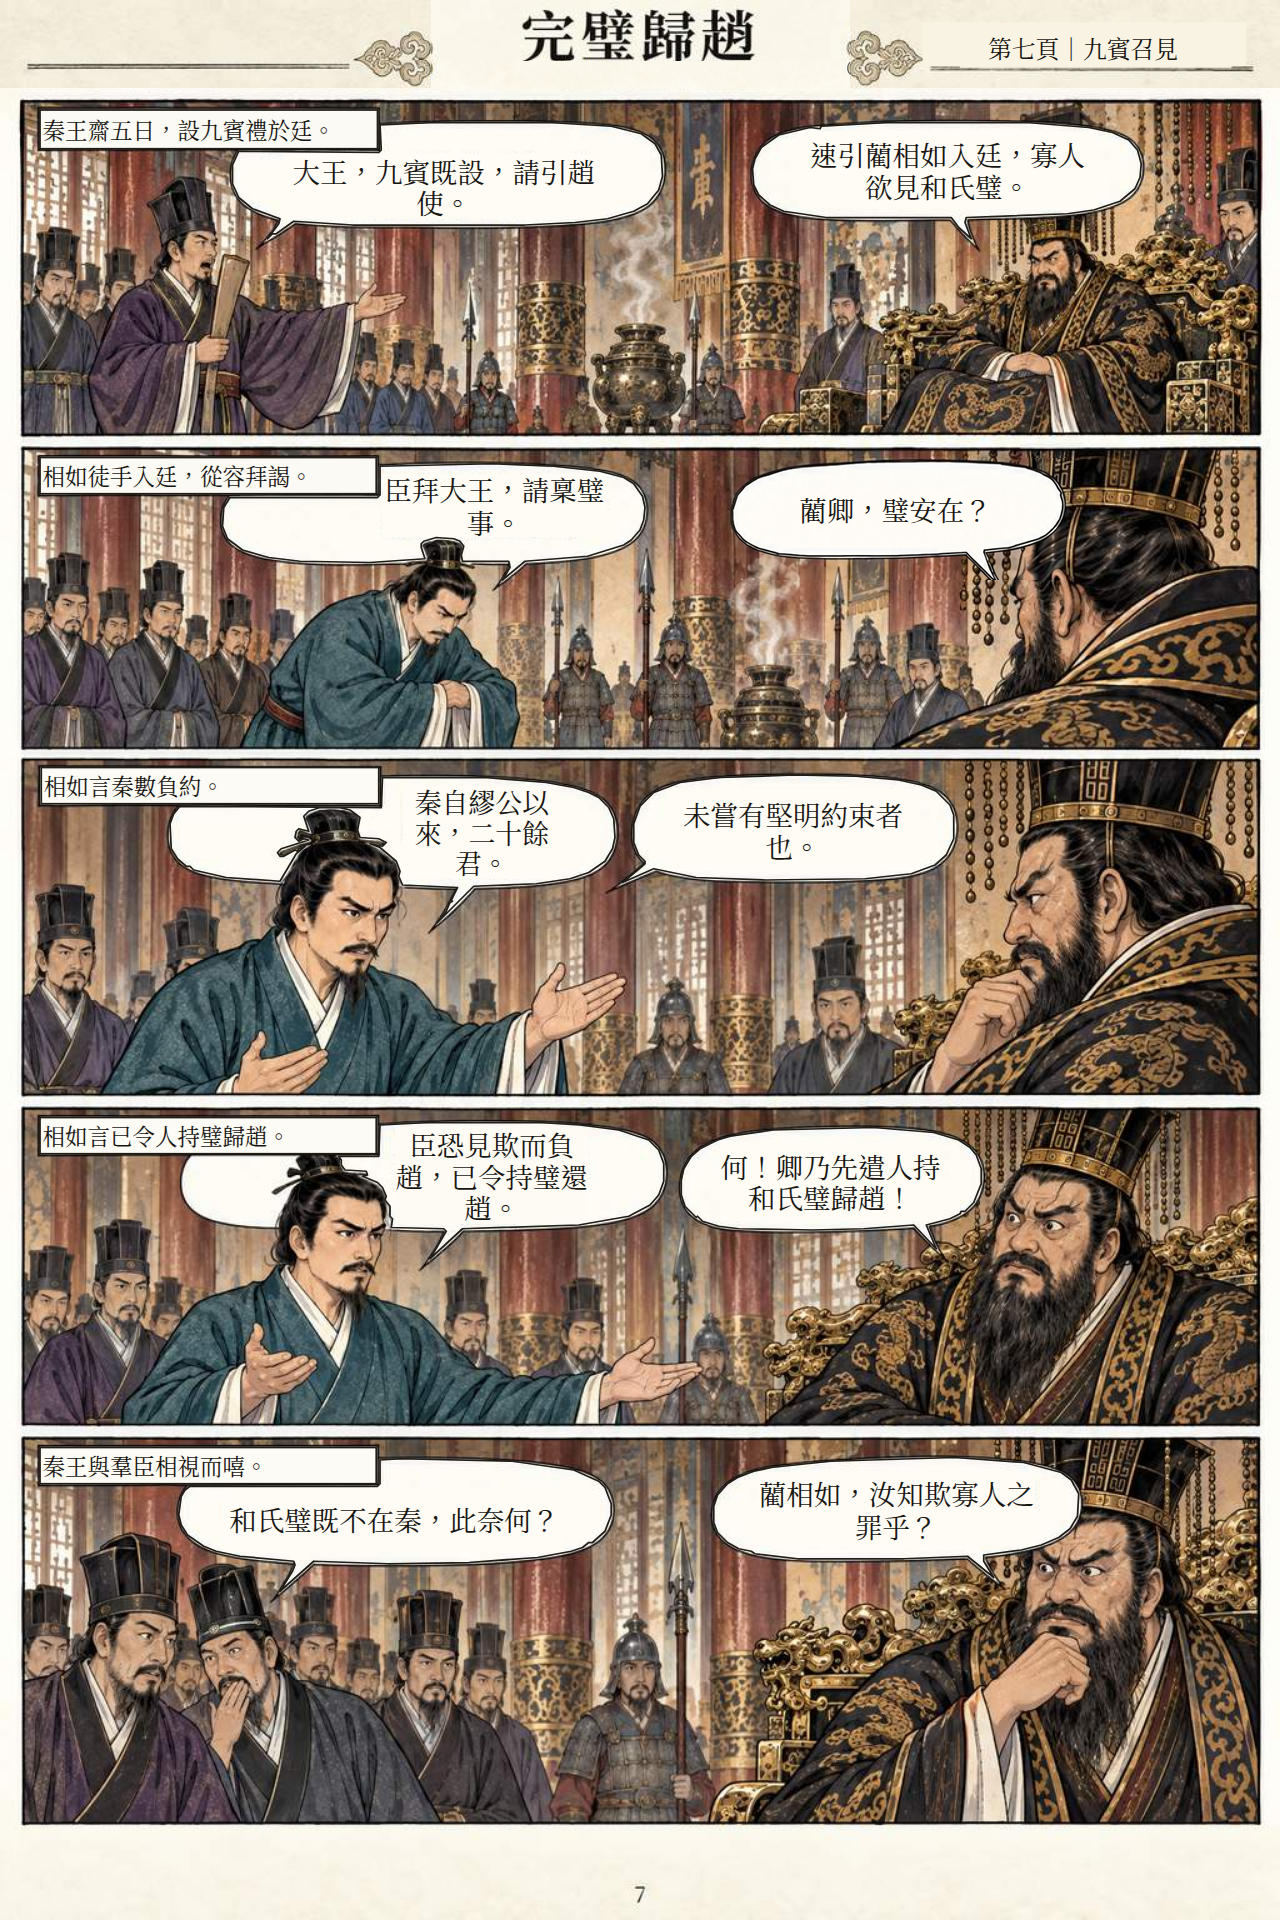 完璧歸趙
第七頁｜九賓召見
秦王齋五日，設九賓禮於廷。
大王，九賓既設，請引趙
使。
速引藺相如入廷，寡人
欲見和氏璧。
相如徒手入廷，從容拜謁。
臣拜大王，請稟璧
事。
藺卿，璧安在？
相如言秦數負約。
秦自繆公以
來，二十餘
君。
未嘗有堅明約束者
也。
相如言已令人持璧歸趙。
臣恐見欺而負
趙，已令持璧還
趙。
何！卿乃先遣人持
和氏璧歸趙！
秦王與羣臣相視而嘻。
和氏璧既不在秦，此奈何？
藺相如，汝知欺寡人之
罪乎？
7